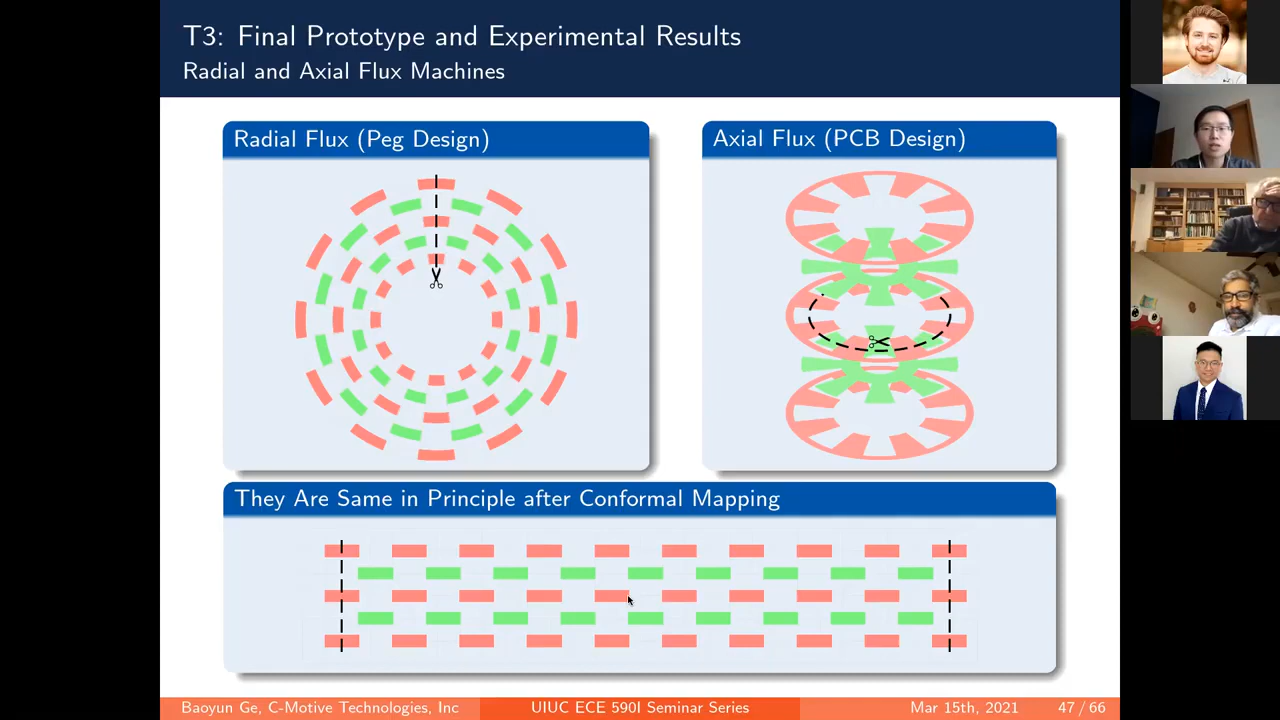 T3: Final Prototype and Experimental Results
Radial and Axial Flux Machines
Radial Flux (Peg Design)
Axial Flux (PCB Design)
They Are Same in Principle after Conformal Mapping
Baoyun Ge, C-Motive Technologies, Inc
UIUC ECE 590I Seminar Series
Mar 15th, 2021
47 / 66